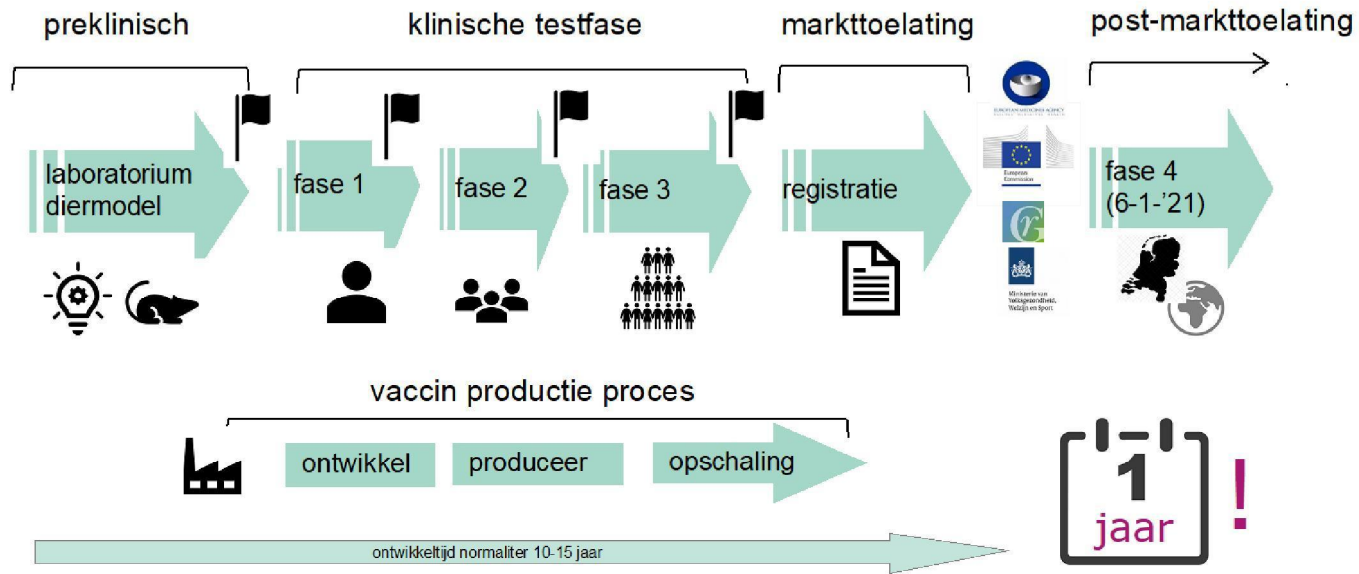 preklinisch
klinische testfase
markttoelating
post-markttoelating
laboratorium
diermodel
fase 1
fase 2
fase 3
registratie
European
Commission
Gr
Ministerie van
Volksgezondheid,
Welzijn en Sport
fase 4
(6-1-'21)
vaccin productie proces
ontwikkel
produceer
opschaling
1
jaar
!
ontwikkeltijd normaliter 10-15 jaar